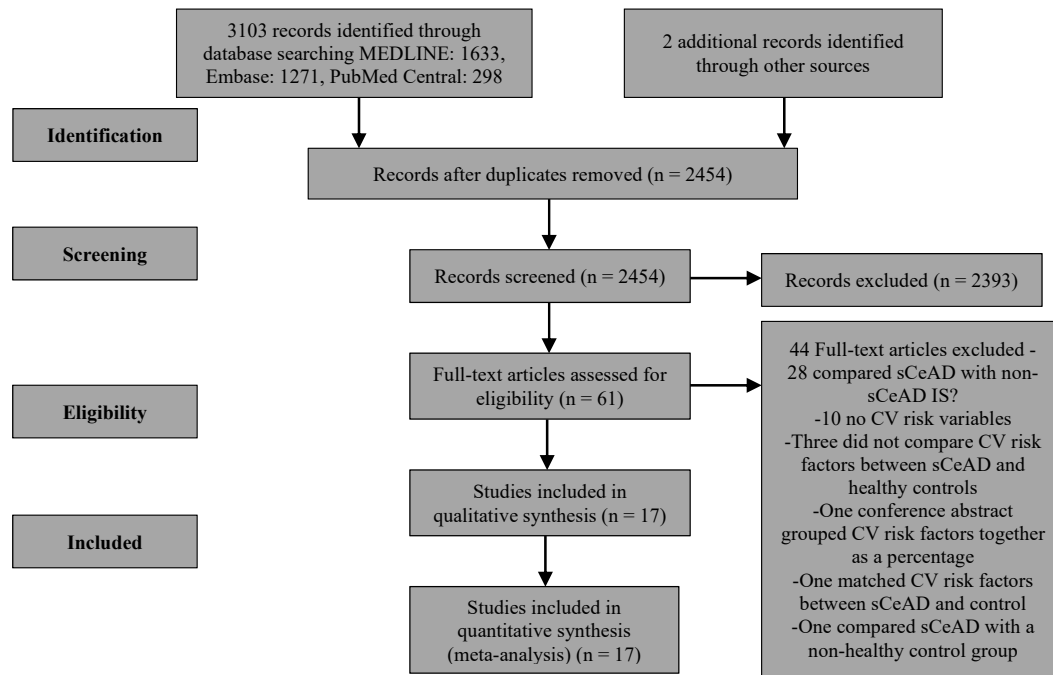 3103 records identified through
database searching MEDLINE: 1633,
Embase: 1271, PubMed Central: 298
2 additional records identified
through other sources
Identification
Records after duplicates removed (n = 2454)
Screening
Records screened (n = 2454)
Records excluded (n = 2393)
Eligibility
Full-text articles assessed for
eligibility (n = 61)
44 Full-text articles excluded -
28 compared sCeAD with non-
sCeAD IS?
-10 no CV risk variables
-Three did not compare CV risk
factors between sCeAD and
healthy controls
-One conference abstract
grouped CV risk factors together
as a percentage
-One matched CV risk factors
between sCeAD and control
-One compared sCeAD with a
non-healthy control group
Included
Studies included in
qualitative synthesis (n = 17)
Studies included in
quantitative synthesis
(meta-analysis) (n = 17)